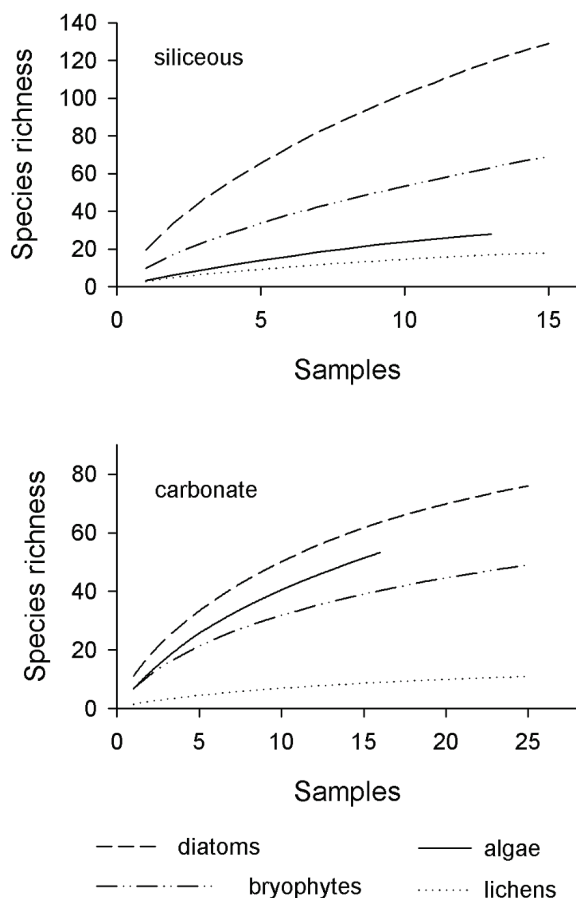 140
siliceous
120
100
80
60
40
20
0
Species richness
0 5 10 15
Samples
80
carbonate
60
40
20
0
Species richness
0 5 10 15 20 25
Samples
diatoms algae
bryophytes lichens